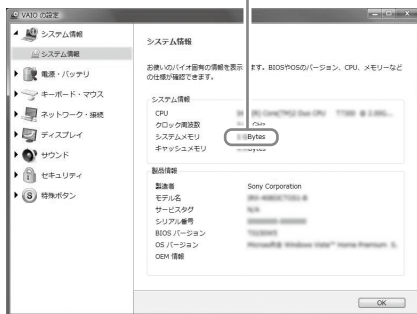 VAIO の設定
システム情報
システム情報
電源・バッテリ
キーボード・マウス
ネットワーク・接続
ディスプレイ
サウンド
セキュリティ
特殊ボタン
システム情報
お使いのバイオ固有の情報を表示 ます。BIOSやOSのバージョン、CPU、メモリーなど
の仕様が確認できます。
システム情報
CPU
クロック周波数 GHz
システムメモリ Bytes
キャッシュメモリ Bytes
製品情報
製造者 Sony Corporation
モデル名
サービスタグ N/A
シリアル番号
BIOS バージョン
OS バージョン
OEM 情報
OK